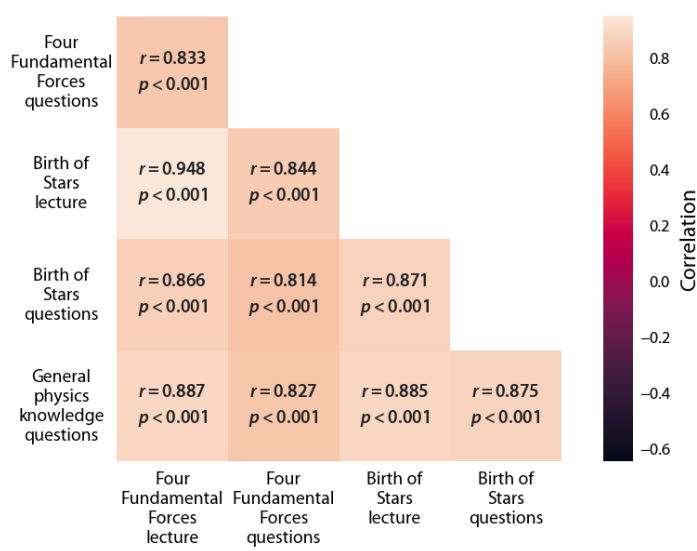 Four
Fundamental
Forces
questions
r = 0.833
p < 0.001
Birth of
Stars
lecture
r = 0.948
p < 0.001
r = 0.844
p < 0.001
Birth of
Stars
questions
r = 0.866
p < 0.001
r = 0.814
p < 0.001
r = 0.871
p < 0.001
General
physics
knowledge
questions
r = 0.887
p < 0.001
r = 0.827
p < 0.001
r = 0.885
p < 0.001
r = 0.875
p < 0.001
Four
Fundamental
Forces
lecture
Four
Fundamental
Forces
questions
Birth of
Stars
lecture
Birth of
Stars
questions
0.8
0.6
0.4
0.2
0.0
−0.2
−0.4
−0.6
Correlation